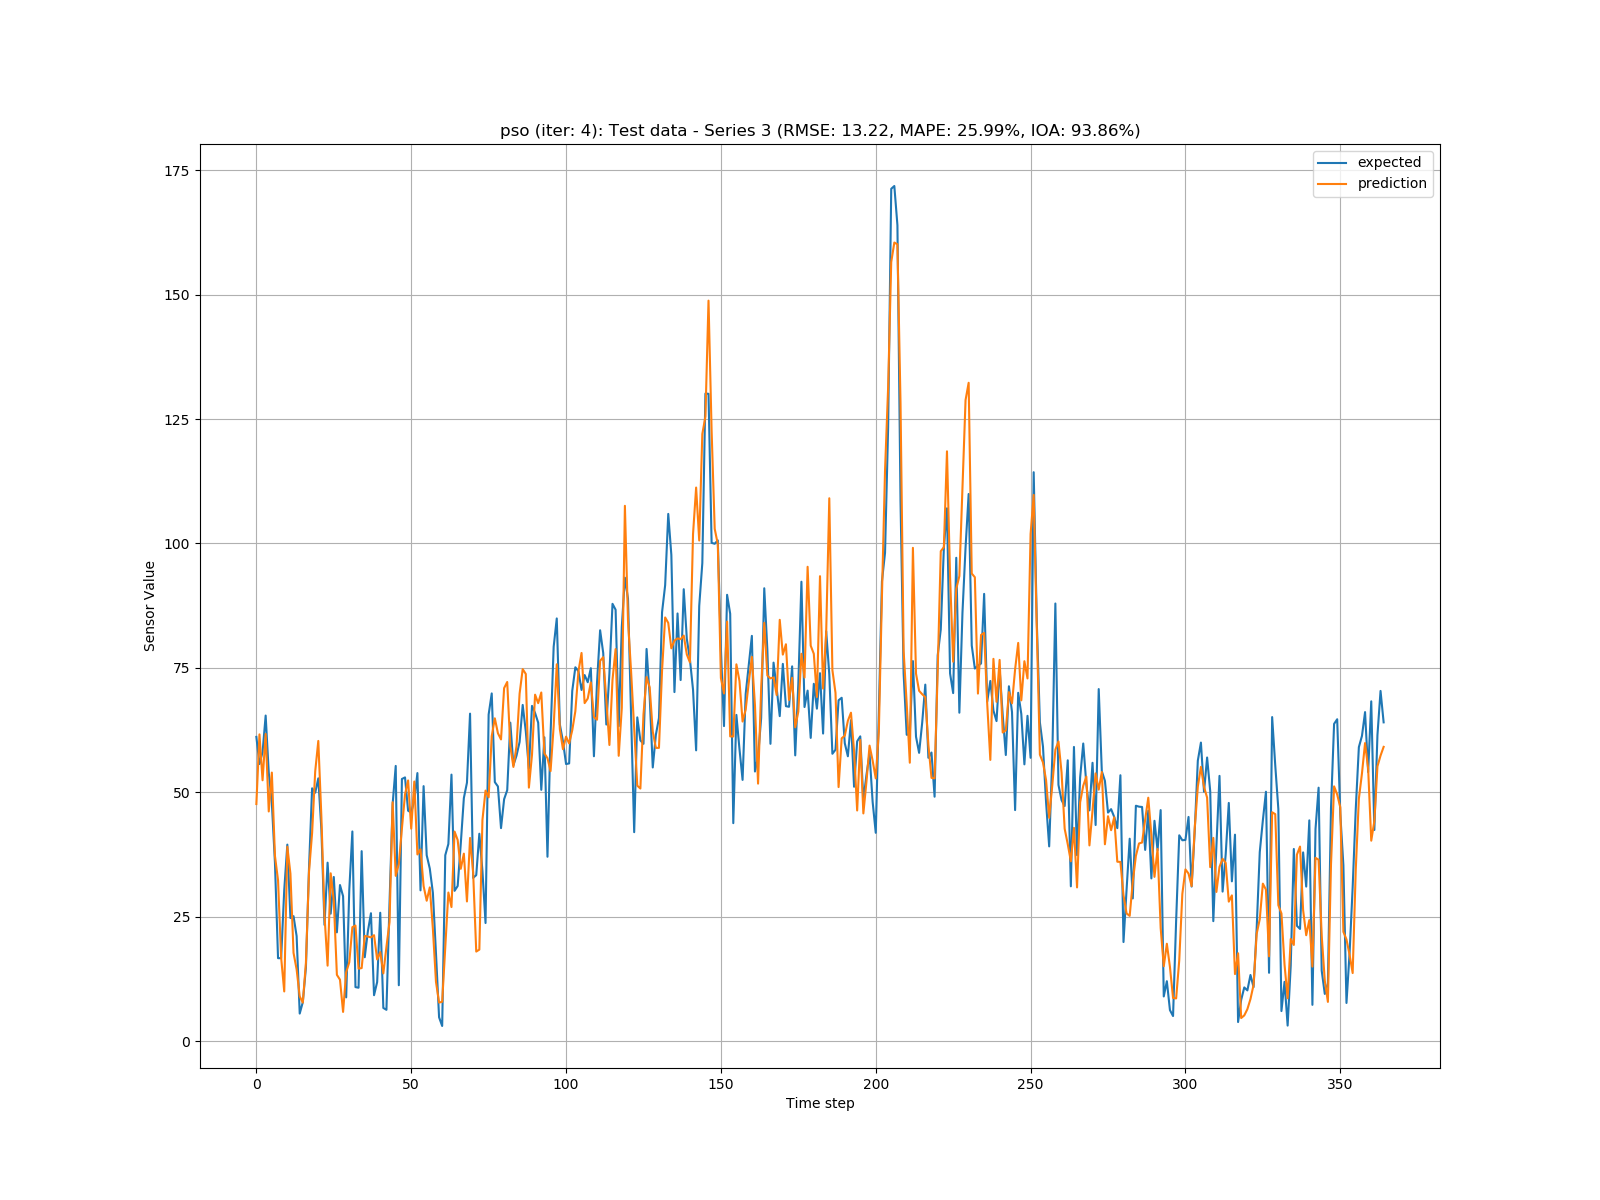 pso (iter: 4): Test data - Series 3 (RMSE: 13.22, MAPE: 25.99%, IOA: 93.86%)
expected
prediction
175
150
125
100
75
50
25
0
Sensor Value
0 50 100 150 200 250 300 350
Time step